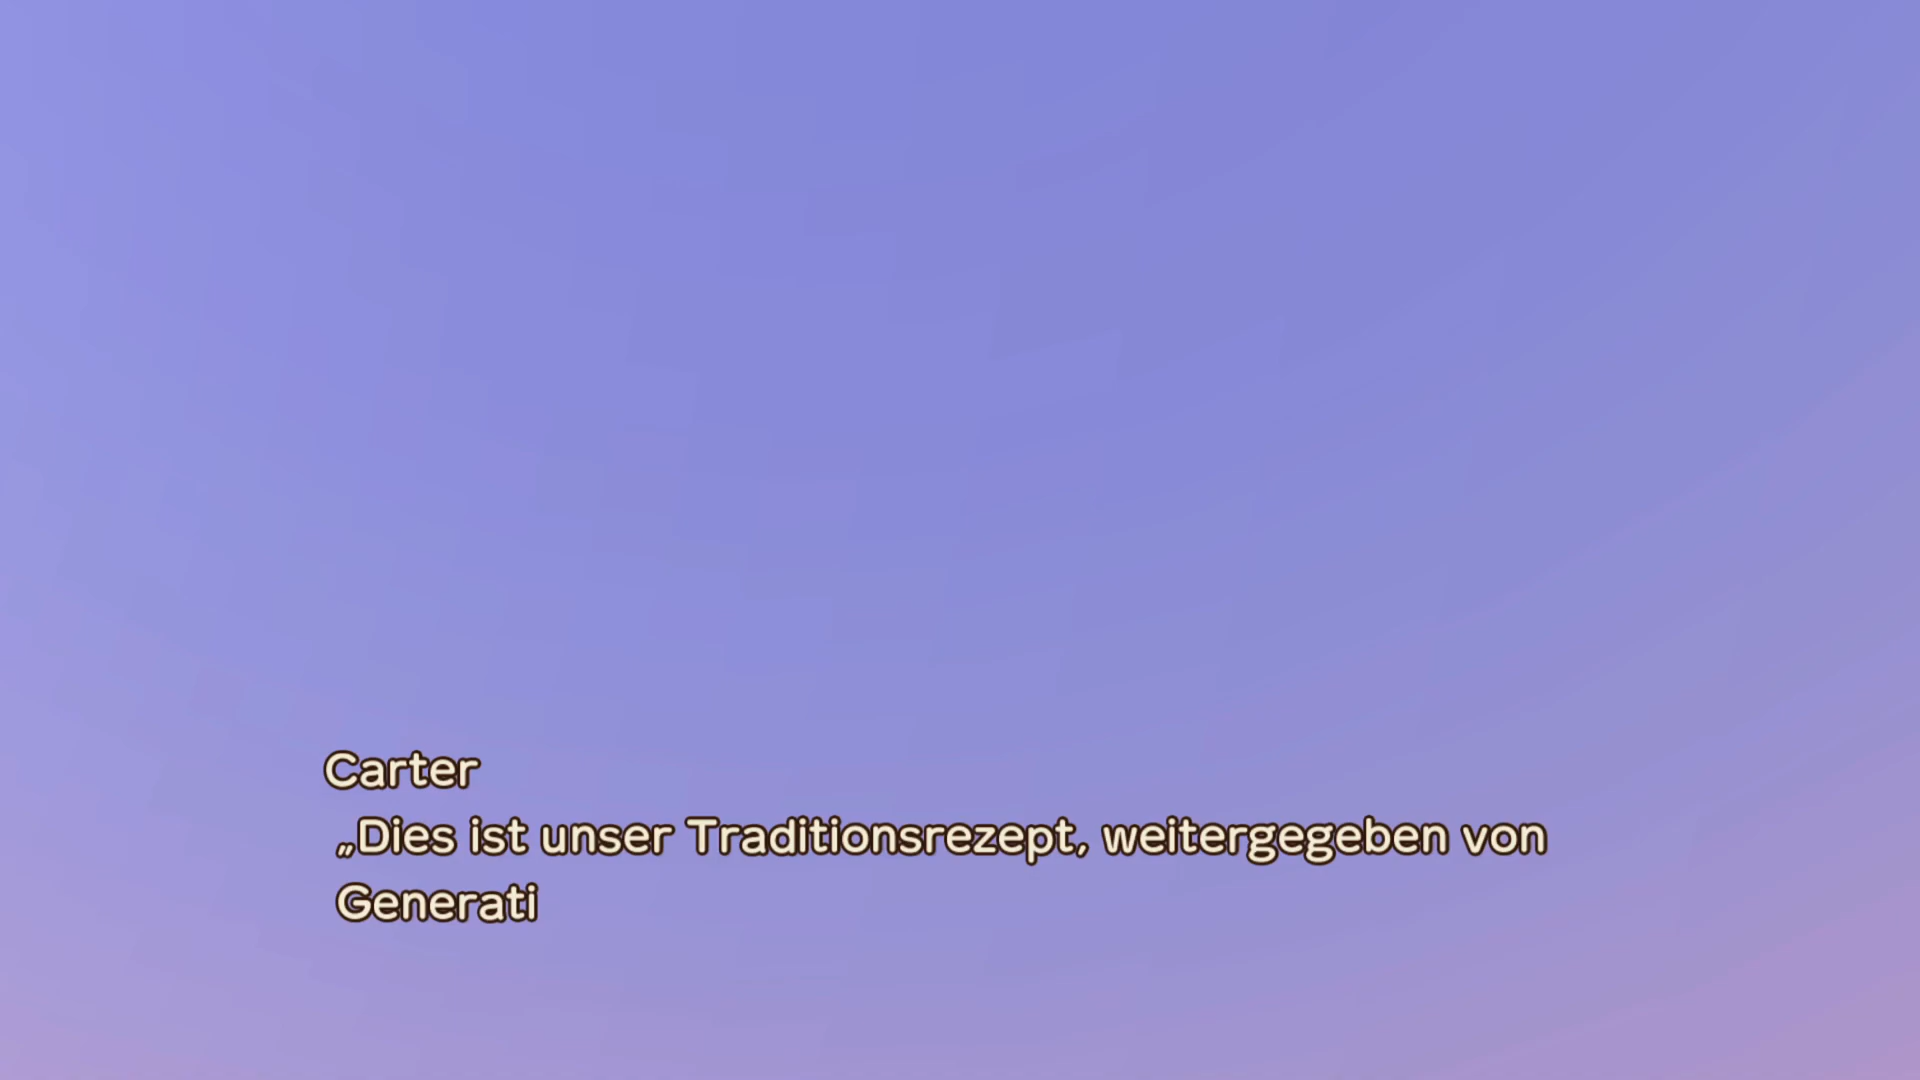 Carter
„Dies ist unser Traditionsrezept, weitergegeben von
Generati